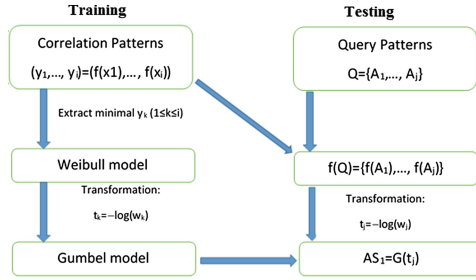 Training
Correlation Patterns
(y₁,..., yᵢ)=(f(x1),..., f(xᵢ))
Extract minimal yₖ (1≤k≤i)
Weibull model
Transformation:
tₖ=−log(wₖ)
Gumbel model
Testing
Query Patterns
Q={A₁,..., Aⱼ}
f(Q)={f(A₁),..., f(Aⱼ)}
Transformation:
tⱼ=−log(wⱼ)
AS₁=G(tⱼ)